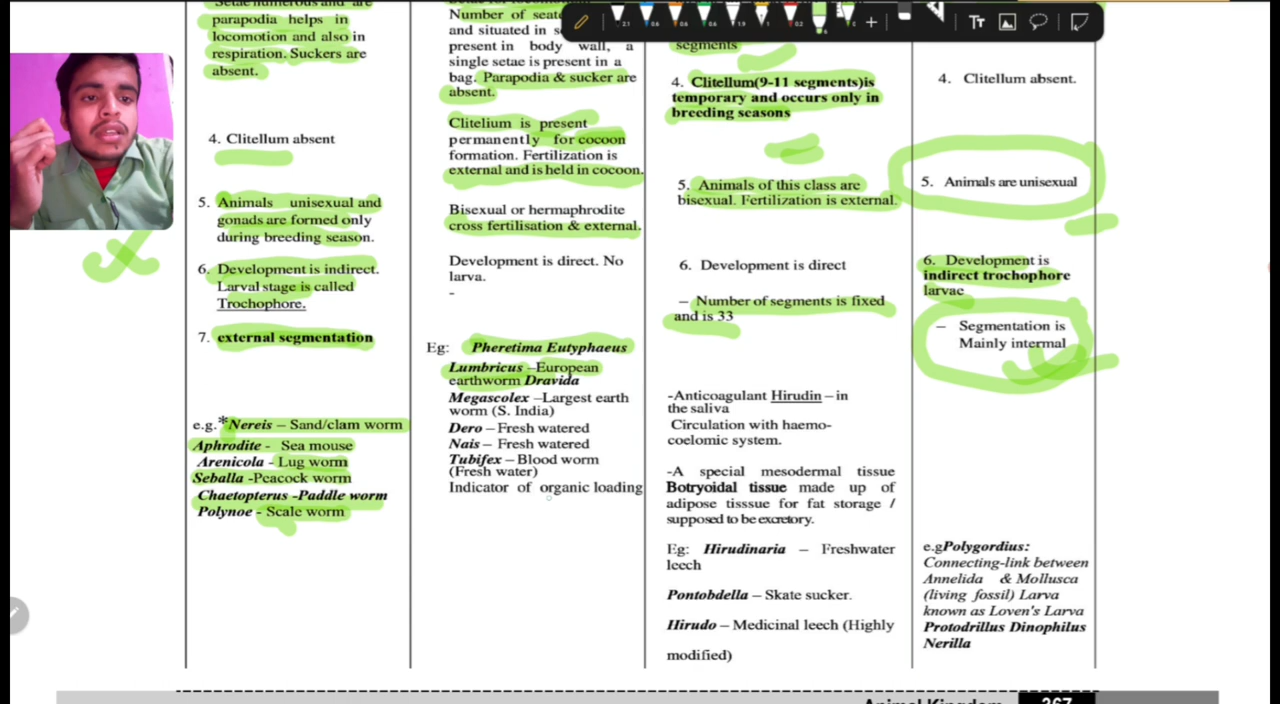 Setae numerous and are
parapodia helps in
locomotion and also in
respiration. Suckers are
absent.
4. Clitellum absent
5. Animals unisexual and
gonads are formed only
during breeding season.
6. Development is indirect.
Larval stage is called
Trochophore.
7. external segmentation
e.g.*Nereis – Sand/clam worm
Aphrodite - Sea mouse
Arenicola - Lug worm
Seballa -Peacock worm
Chaetopterus -Paddle worm
Polynoe - Scale worm
Number of seate
and situated in
present in body wall, a
single setae is present in a
bag. Parapodia & sucker are
absent.
Clitelium is present
permanently for cocoon
formation. Fertilization is
external and is held in cocoon.
Bisexual or hermaphrodite
cross fertilisation & external.
Development is direct. No
larva.
-
Eg: Pheretima Eutyphaeus
Lumbricus –European
earthworm Dravida
Megascolex –Largest earth
worm (S. India)
Dero – Fresh watered
Nais – Fresh watered
Tubifex – Blood worm
(Fresh water)
Indicator of organic loading
segments
4. Clitellum(9-11 segments)is
temporary and occurs only in
breeding seasons
5. Animals of this class are
bisexual. Fertilization is external.
6. Development is direct
– Number of segments is fixed
and is 33
-Anticoagulant Hirudin – in
the saliva
Circulation with haemo-
coelomic system.
-A special mesodermal tissue
Botryoidal tissue made up of
adipose tisssue for fat storage /
supposed to be excretory.
Eg: Hirudinaria – Freshwater
leech
Pontobdella – Skate sucker.
Hirudo – Medicinal leech (Highly
modified)
4. Clitellum absent.
5. Animals are unisexual
6. Development is
indirect trochophore
larvae
– Segmentation is
Mainly internal
e.gPolygordius:
Connecting-link between
Annelida & Mollusca
(living fossil) Larva
known as Loven's Larva
Protodrillus Dinophilus
Nerilla
Animal Kingdom 367